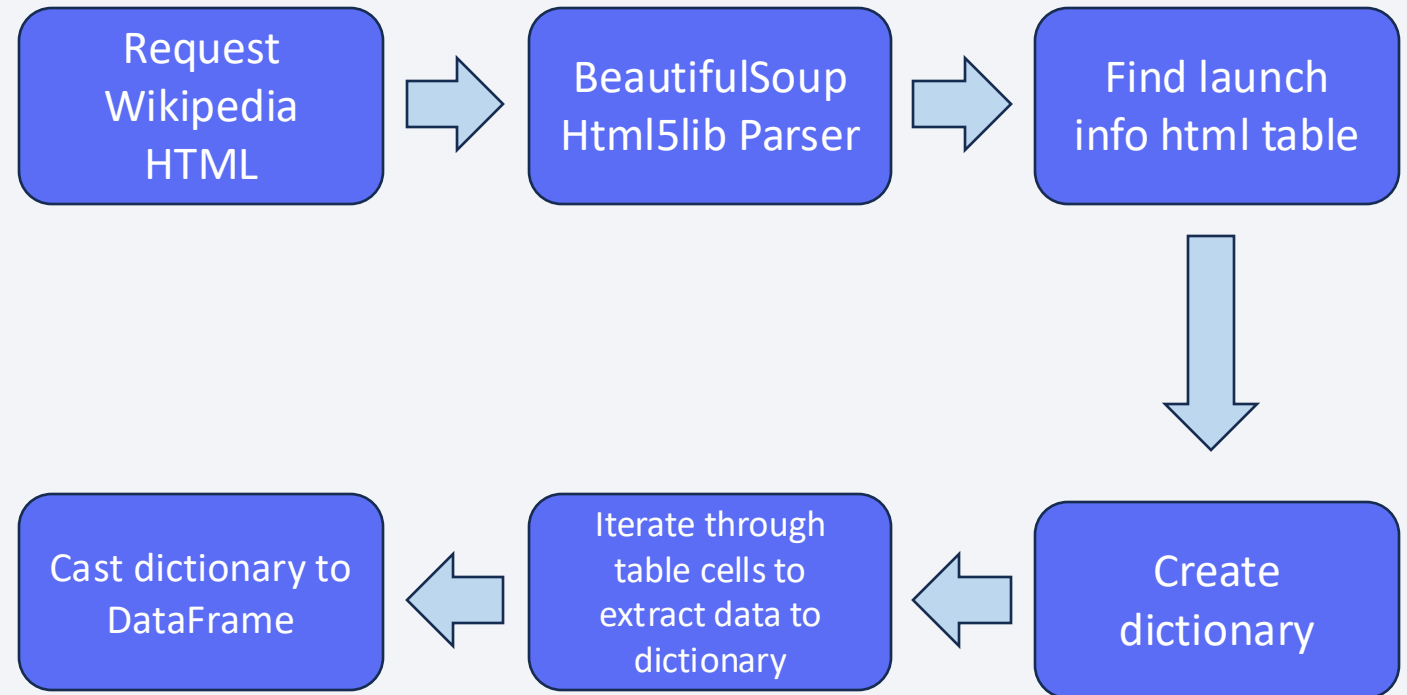 Request
Wikipedia
HTML
BeautifulSoup
Html5lib Parser
Find launch
info html table
Create
dictionary
Iterate through
table cells to
extract data to
dictionary
Cast dictionary to
DataFrame